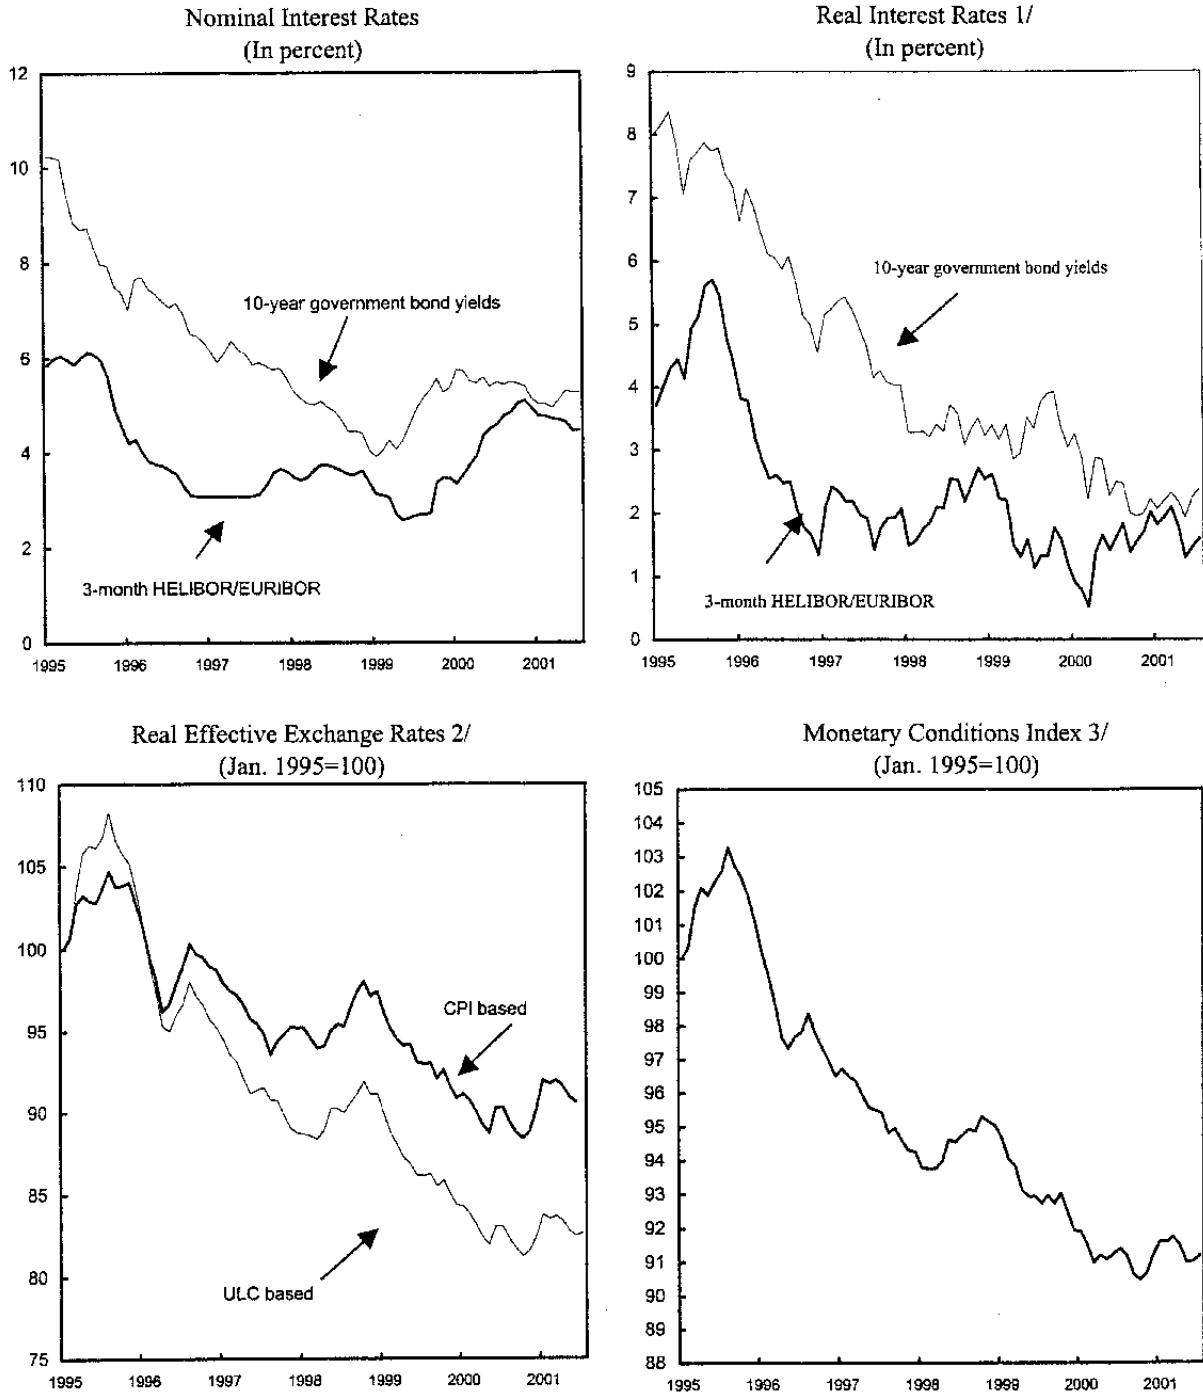 Nominal Interest Rates
(In percent)
12
10
8
6
4
2
0
10-year government bond yields
3-month HELIBOR/EURIBOR
1995 1996 1997 1998 1999 2000 2001
Real Interest Rates 1/
(In percent)
9
8
7
6
5
4
3
2
1
0
10-year government bond yields
3-month HELIBOR/EURIBOR
1995 1996 1997 1998 1999 2000 2001
Real Effective Exchange Rates 2/
(Jan. 1995=100)
110
105
100
95
90
85
80
75
CPI based
ULC based
1995 1996 1997 1998 1999 2000 2001
Monetary Conditions Index 3/
(Jan. 1995=100)
105
104
103
102
101
100
99
98
97
96
95
94
93
92
91
90
89
88
1995 1996 1997 1998 1999 2000 2001